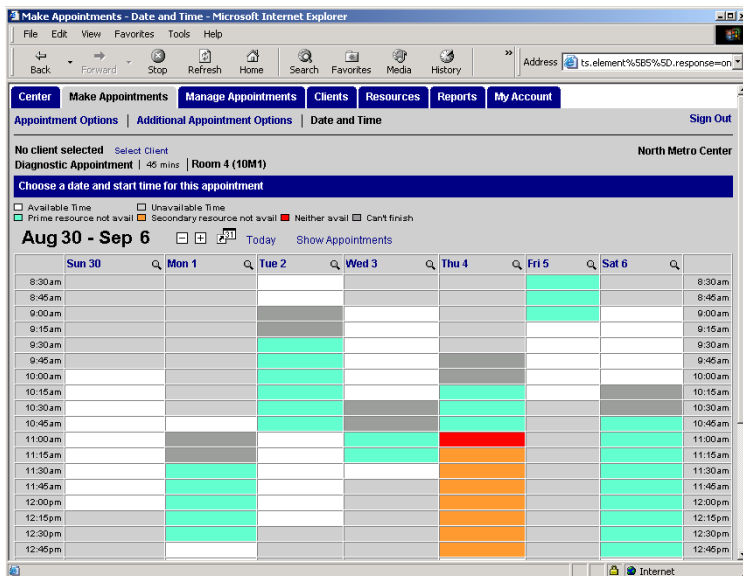 Make Appointments - Date and Time - Microsoft Internet Explorer
File Edit View Favorites Tools Help
Back Forward Stop Refresh Home Search Favorites Media History » Address ts.element%5B5%5D.response=on
Center Make Appointments Manage Appointments Clients Resources Reports My Account
Appointment Options | Additional Appointment Options | Date and Time Sign Out
No client selected Select Client North Metro Center
Diagnostic Appointment | 45 mins | Room 4 (10M1)
Choose a date and start time for this appointment
Available Time Unavailable Time
Prime resource not avail Secondary resource not avail Neither avail Can't finish
Aug 30 - Sep 6 31 Today Show Appointments
Sun 30 Mon 1 Tue 2 Wed 3 Thu 4 Fri 5 Sat 6
8:30am 8:30am
8:45am 8:45am
9:00am 9:00am
9:15am 9:15am
9:30am 9:30am
9:45am 9:45am
10:00am 10:00am
10:15am 10:15am
10:30am 10:30am
10:45am 10:45am
11:00am 11:00am
11:15am 11:15am
11:30am 11:30am
11:45am 11:45am
12:00pm 12:00pm
12:15pm 12:15pm
12:30pm 12:30pm
12:45pm 12:45pm
Internet